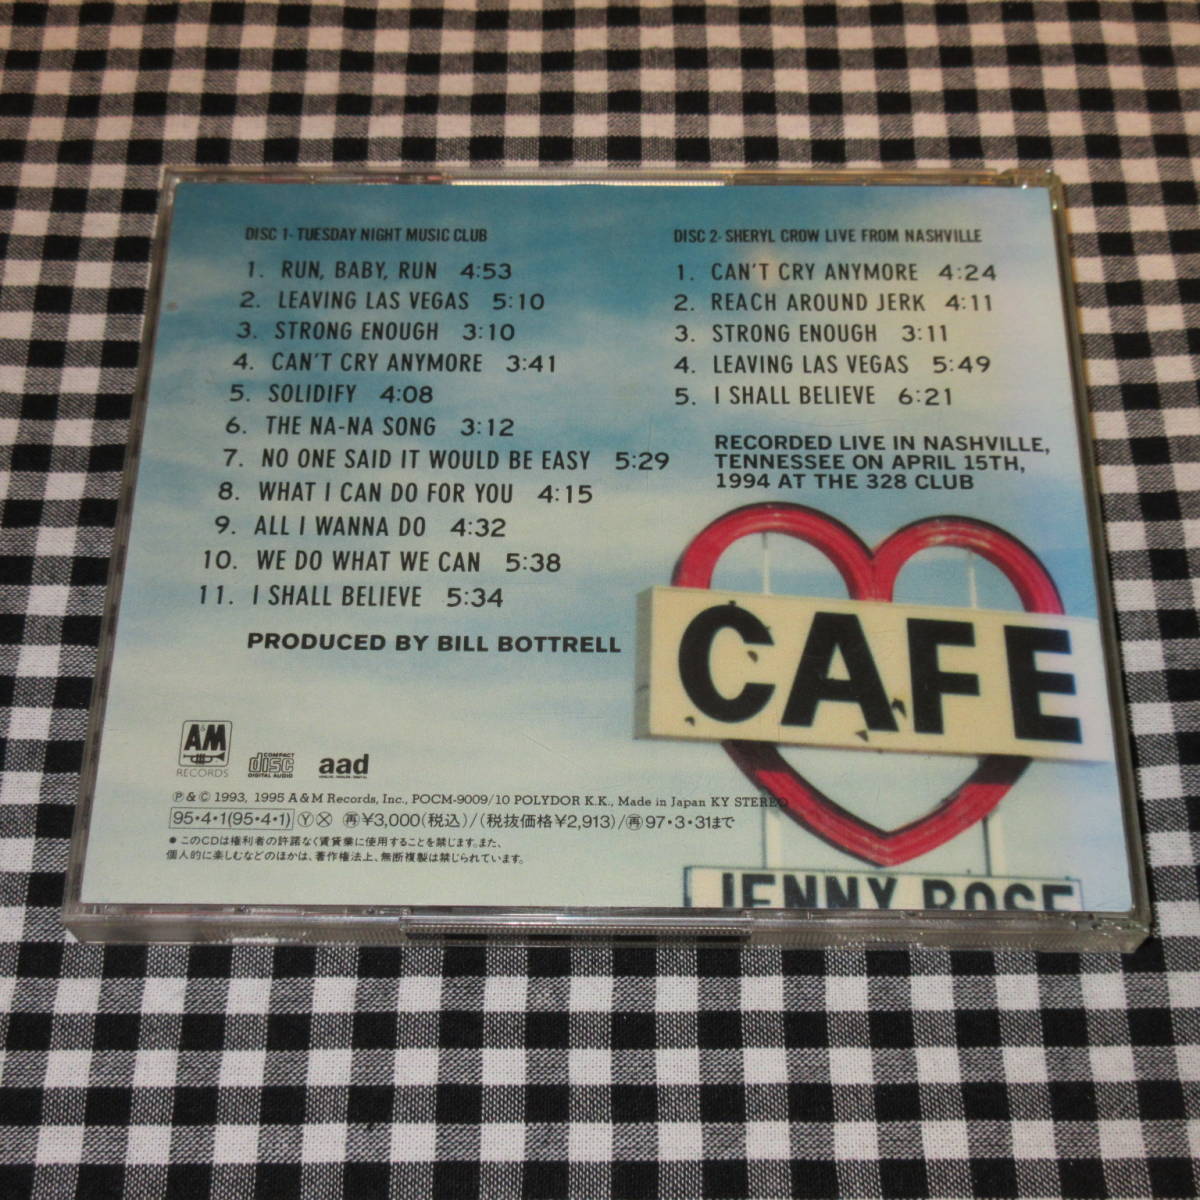 DISC 1- TUESDAY NIGHT MUSIC CLUB
1. RUN, BABY, RUN 4:53
2. LEAVING LAS VEGAS 5:10
3. STRONG ENOUGH 3:10
4. CAN'T CRY ANYMORE 3:41
5. SOLIDIFY 4:08
6. THE NA-NA SONG 3:12
7. NO ONE SAID IT WOULD BE EASY 5:29
8. WHAT I CAN DO FOR YOU 4:15
9. ALL I WANNA DO 4:32
10. WE DO WHAT WE CAN 5:38
11. I SHALL BELIEVE 5:34
PRODUCED BY BILL BOTTRELL
DISC 2- SHERYL CROW LIVE FROM NASHVILLE
1. CAN'T CRY ANYMORE 4:24
2. REACH AROUND JERK 4:11
3. STRONG ENOUGH 3:11
4. LEAVING LAS VEGAS 5:49
5. I SHALL BELIEVE 6:21
RECORDED LIVE IN NASHVILLE,
TENNESSEE ON APRIL 15TH,
1994 AT THE 328 CLUB
CAFE
JENNY ROSE
A&M
RECORDS
COMPACT
disc
DIGITAL AUDIO
aad
℗ & © 1993, 1995 A&M Records, Inc., POCM-9009/10 POLYDOR K.K., Made in Japan KY STEREO
95・4・1(95・4・1) Ⓨ Ⓧ ㊢¥3,000(税込)/(税抜価格¥2,913)/再97・3・31まで
● このCDは権利者の許諾なく賃貸業に使用することを禁じます。また、
個人的に楽しむなどのほかは、著作権法上、無断複製は禁じられています。